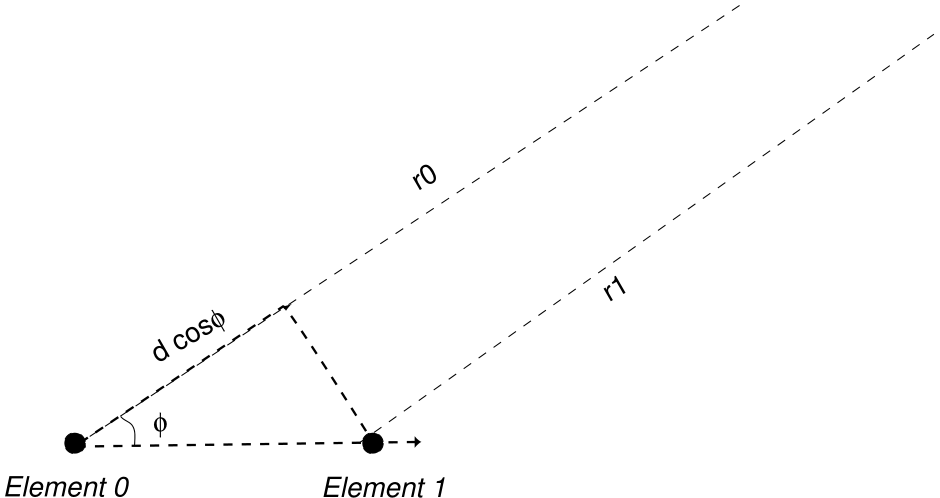 r0
r1
d cosϕ
ϕ
Element 0
Element 1